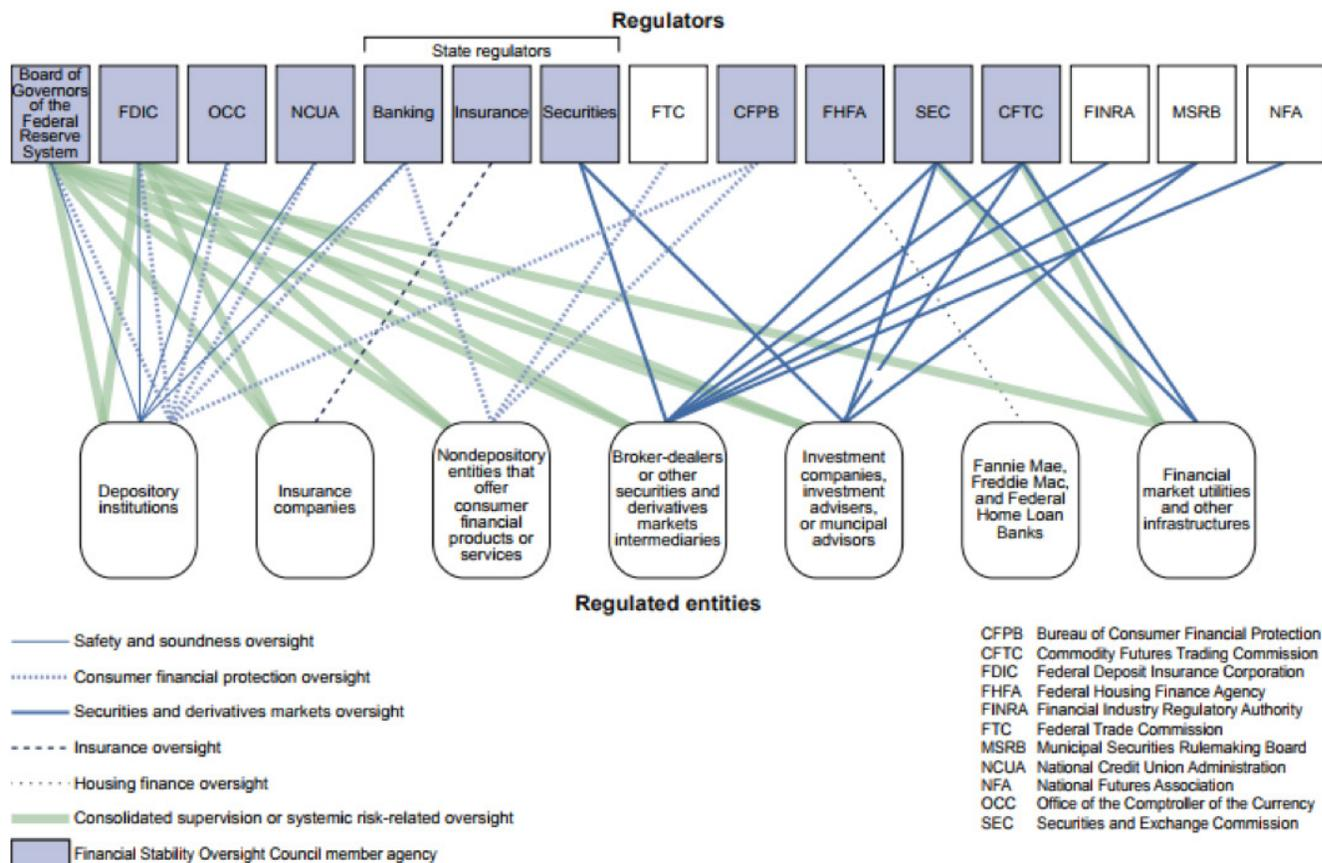 Regulators
State regulators
Board of
Governors
of the
Federal
Reserve
System
FDIC
OCC
NCUA
Banking
Insurance
Securities
FTC
CFPB
FHFA
SEC
CFTC
FINRA
MSRB
NFA
Depository
institutions
Insurance
companies
Nondepository
entities that
offer
consumer
financial
products or
services
Broker-dealers
or other
securities and
derivatives
markets
intermediaries
Investment
companies,
investment
advisers,
or muncipal
advisors
Fannie Mae,
Freddie Mac,
and Federal
Home Loan
Banks
Financial
market utilities
and other
infrastructures
Regulated entities
Safety and soundness oversight
Consumer financial protection oversight
Securities and derivatives markets oversight
Insurance oversight
Housing finance oversight
Consolidated supervision or systemic risk-related oversight
Financial Stability Oversight Council member agency
CFPB Bureau of Consumer Financial Protection
CFTC Commodity Futures Trading Commission
FDIC Federal Deposit Insurance Corporation
FHFA Federal Housing Finance Agency
FINRA Financial Industry Regulatory Authority
FTC Federal Trade Commission
MSRB Municipal Securities Rulemaking Board
NCUA National Credit Union Administration
NFA National Futures Association
OCC Office of the Comptroller of the Currency
SEC Securities and Exchange Commission